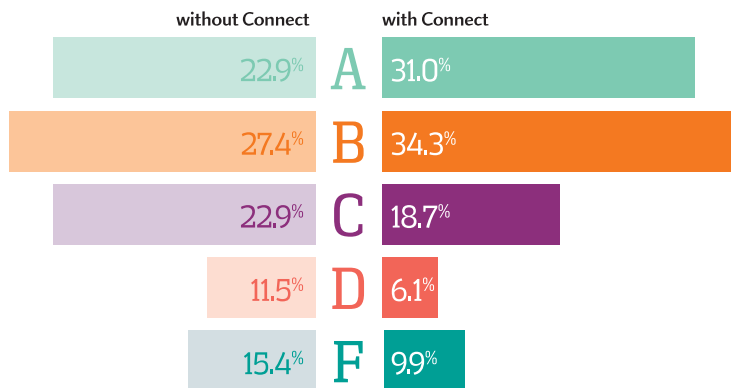 without Connect with Connect
22.9% A 31.0%
27.4% B 34.3%
22.9% C 18.7%
11.5% D 6.1%
15.4% F 9.9%